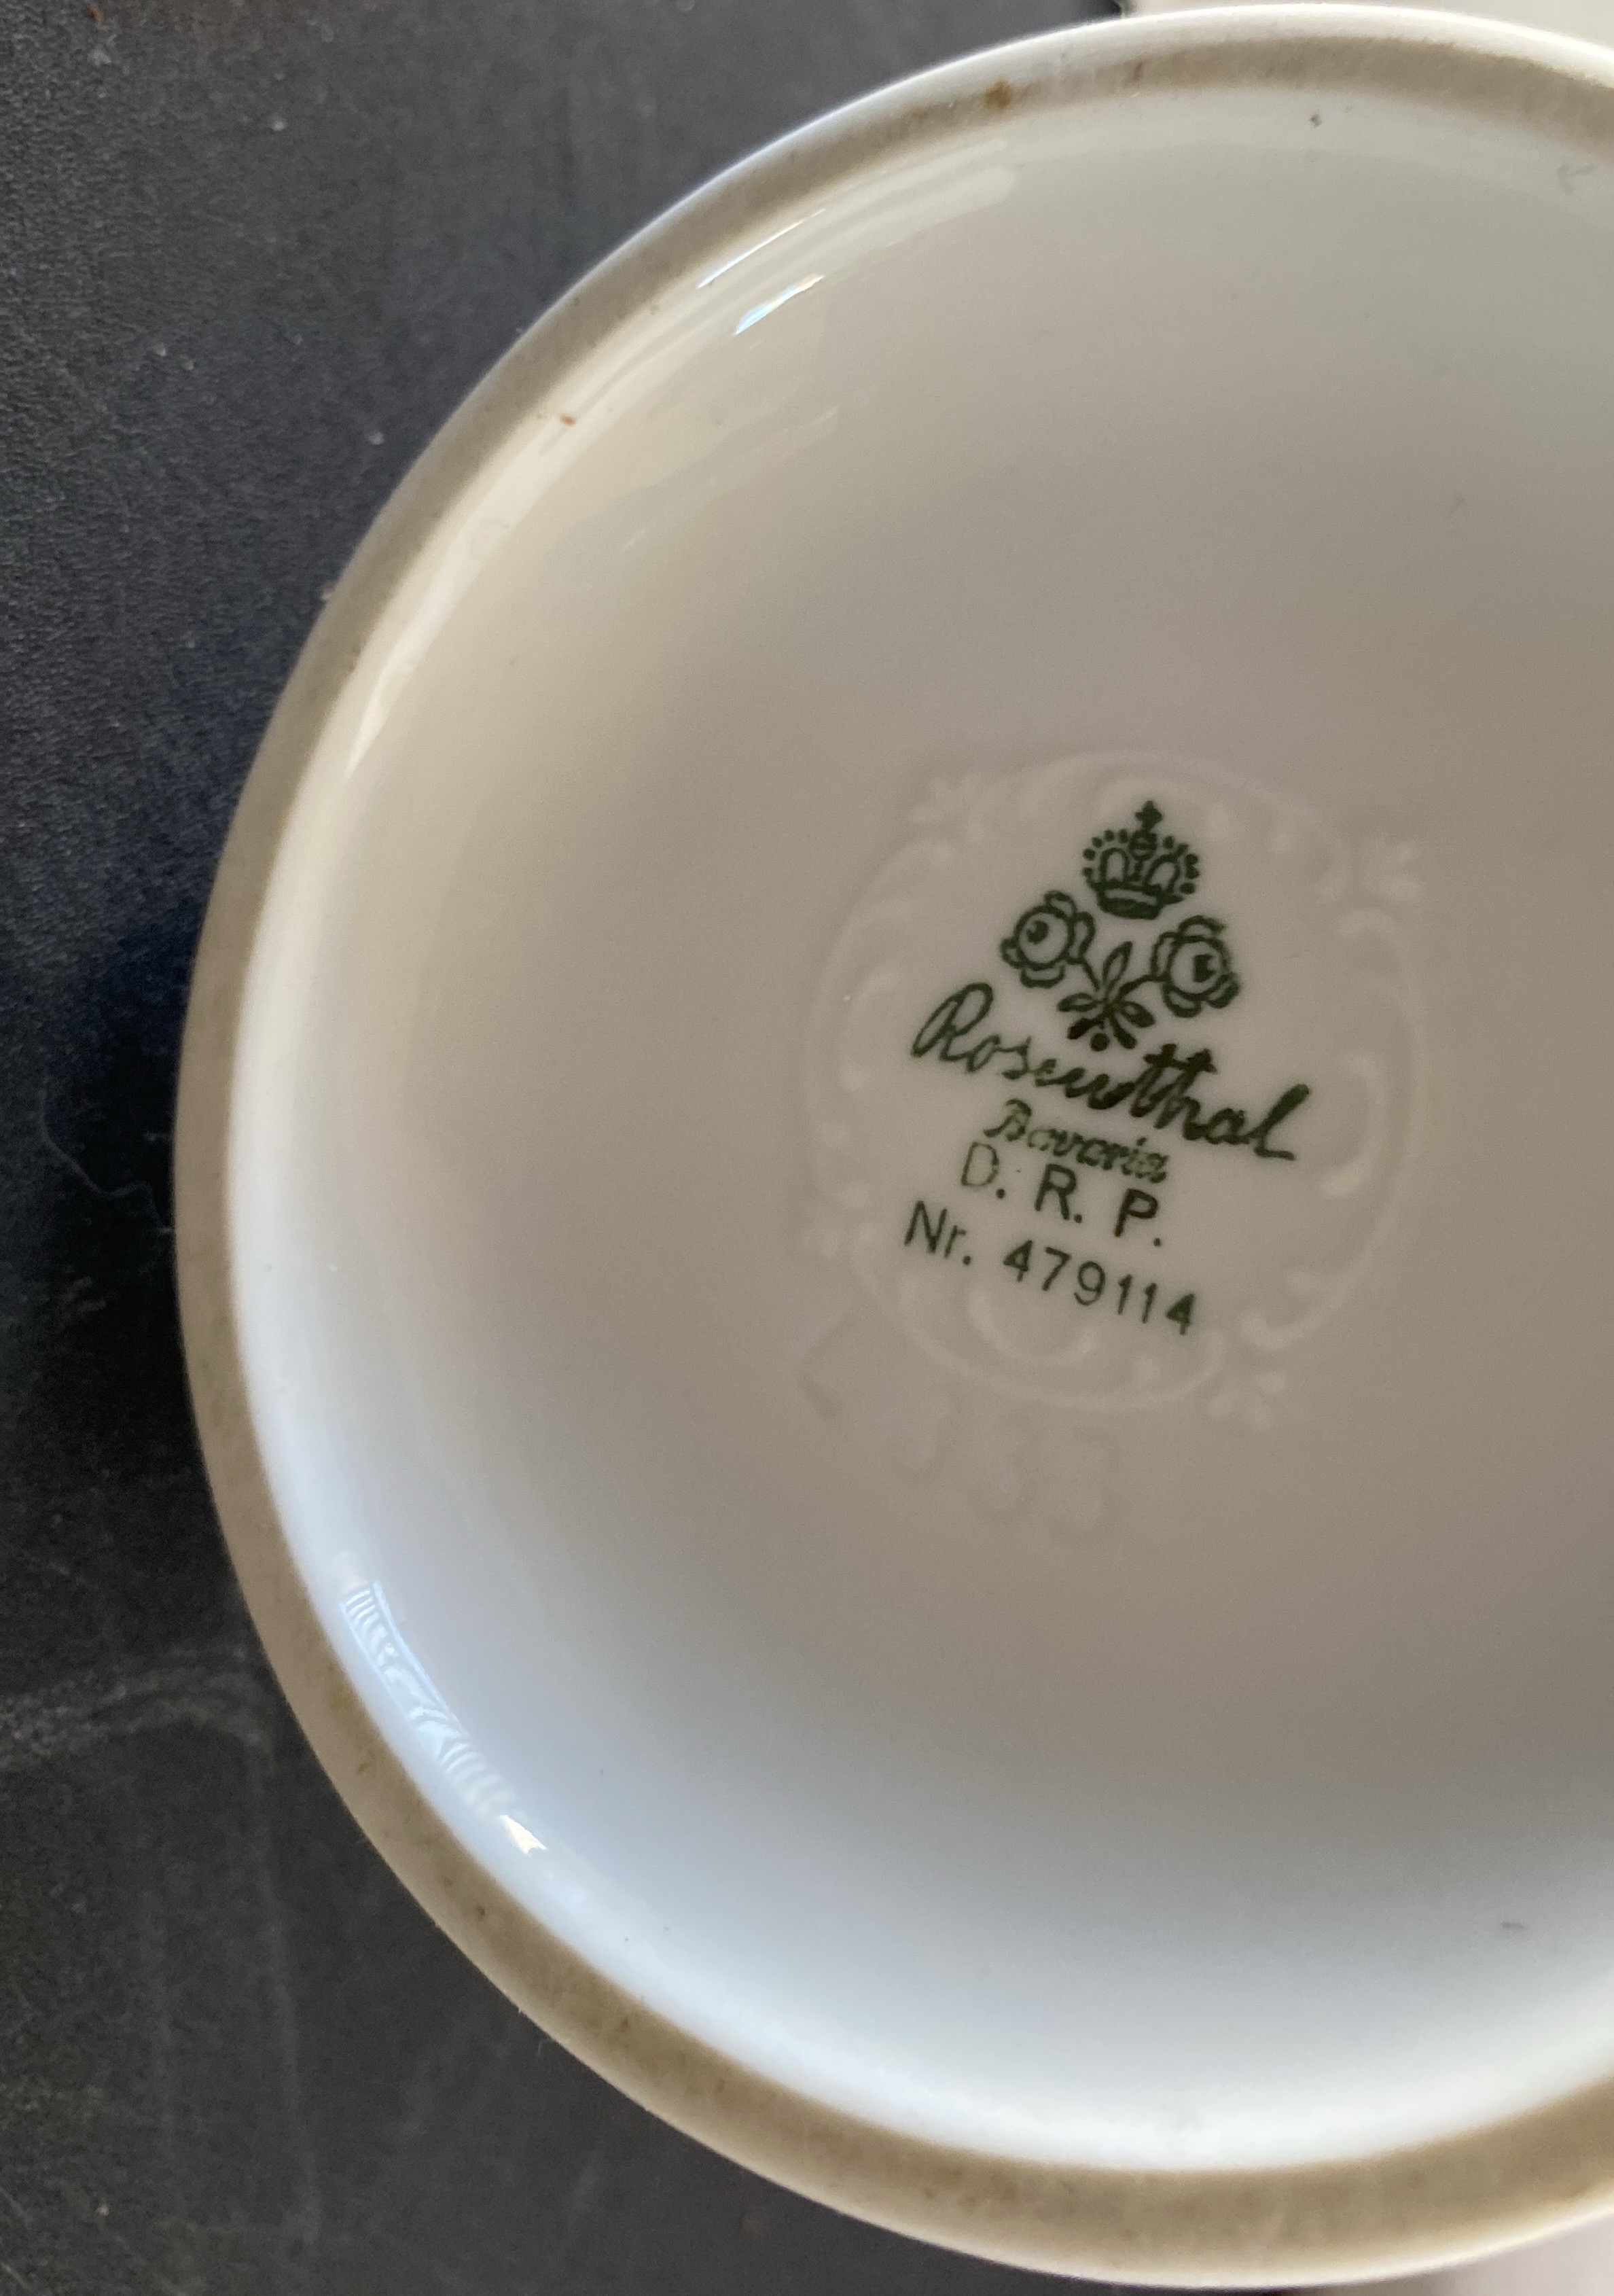 Rosenthal
Bavaria
D. R. P.
Nr. 479114